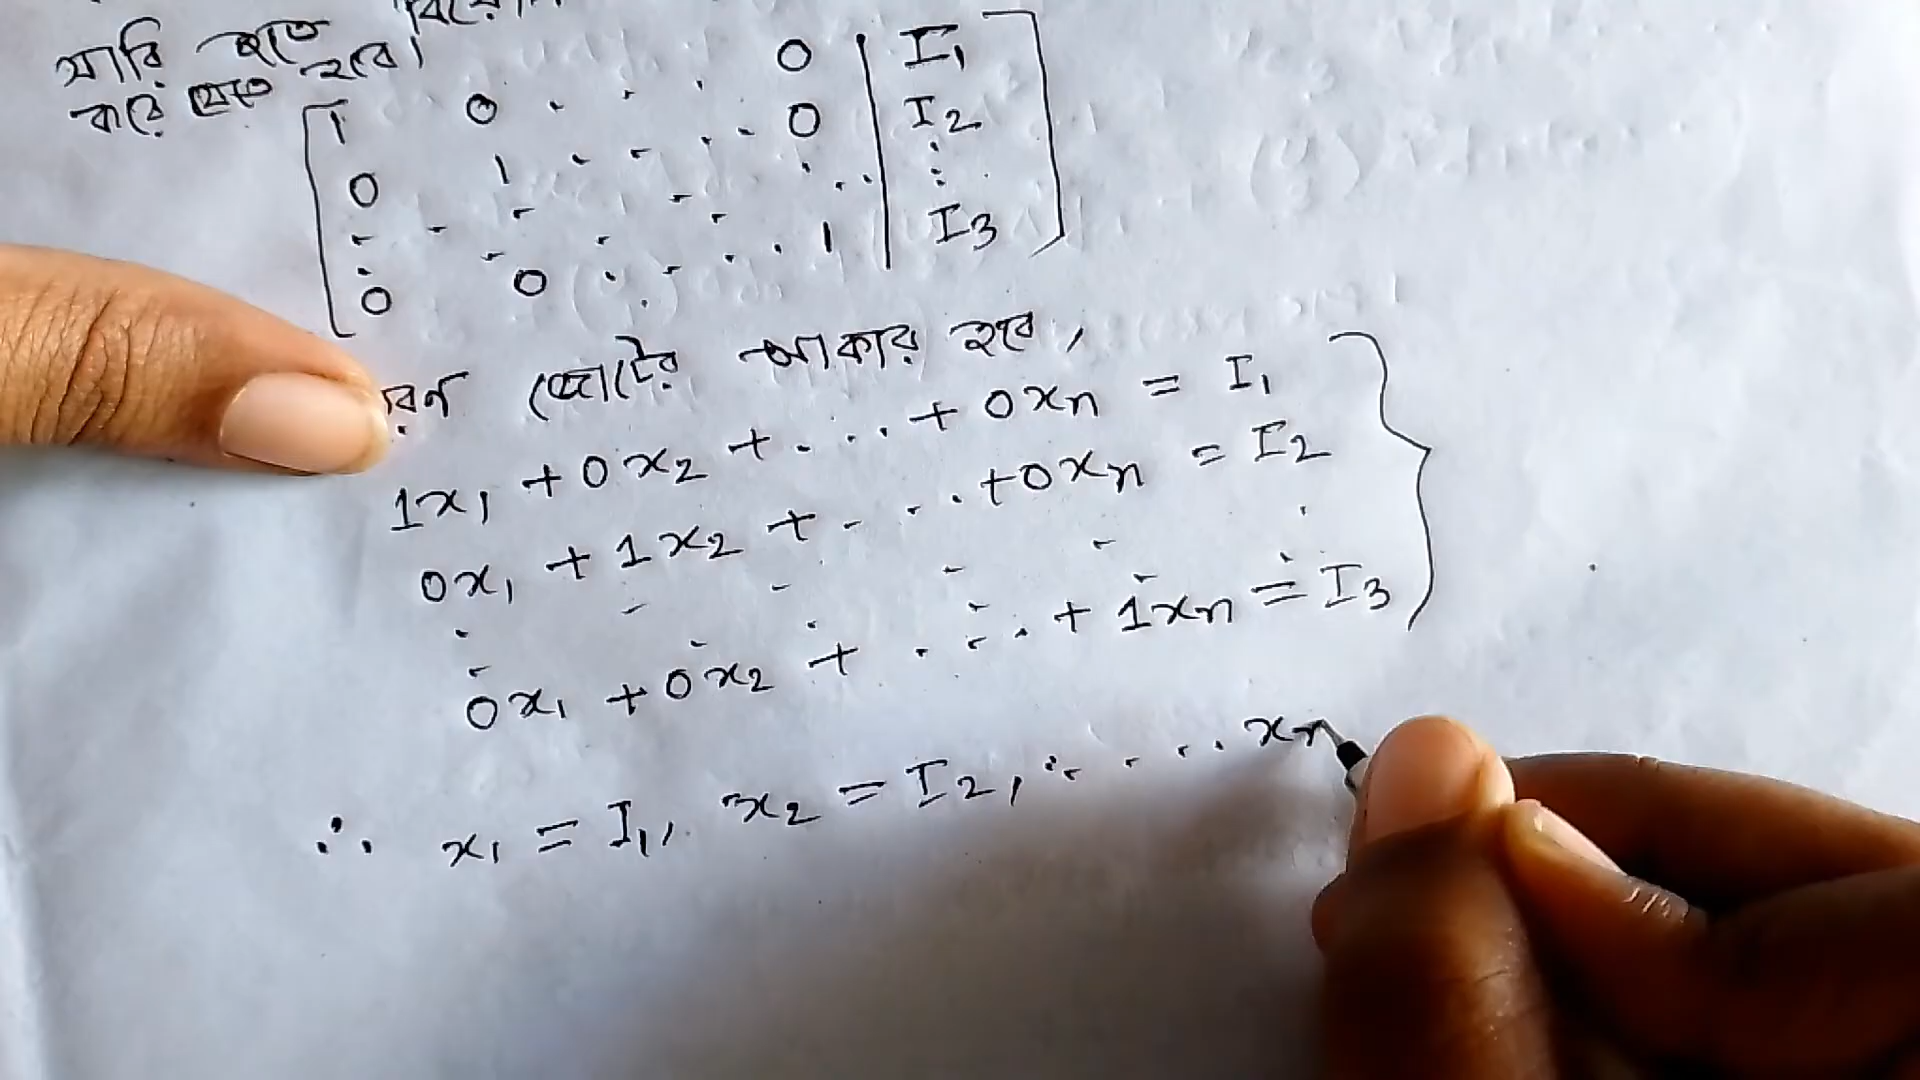 সারি হতে
করে যেতে হবে।
[ 1 0 . . . 0 | I1 ]
0 1 . . . . 0 | I2
0 0 . . . . 1 | I3
জোটের আকার হবে,
1x1 + 0x2 + .... + 0xn = I1
0x1 + 1x2 + - . . . +0xn = I2
0x1 + 0x2 + . . . . + 1xn = I3
∴ x1 = I1, x2 = I2, . . . . . xn